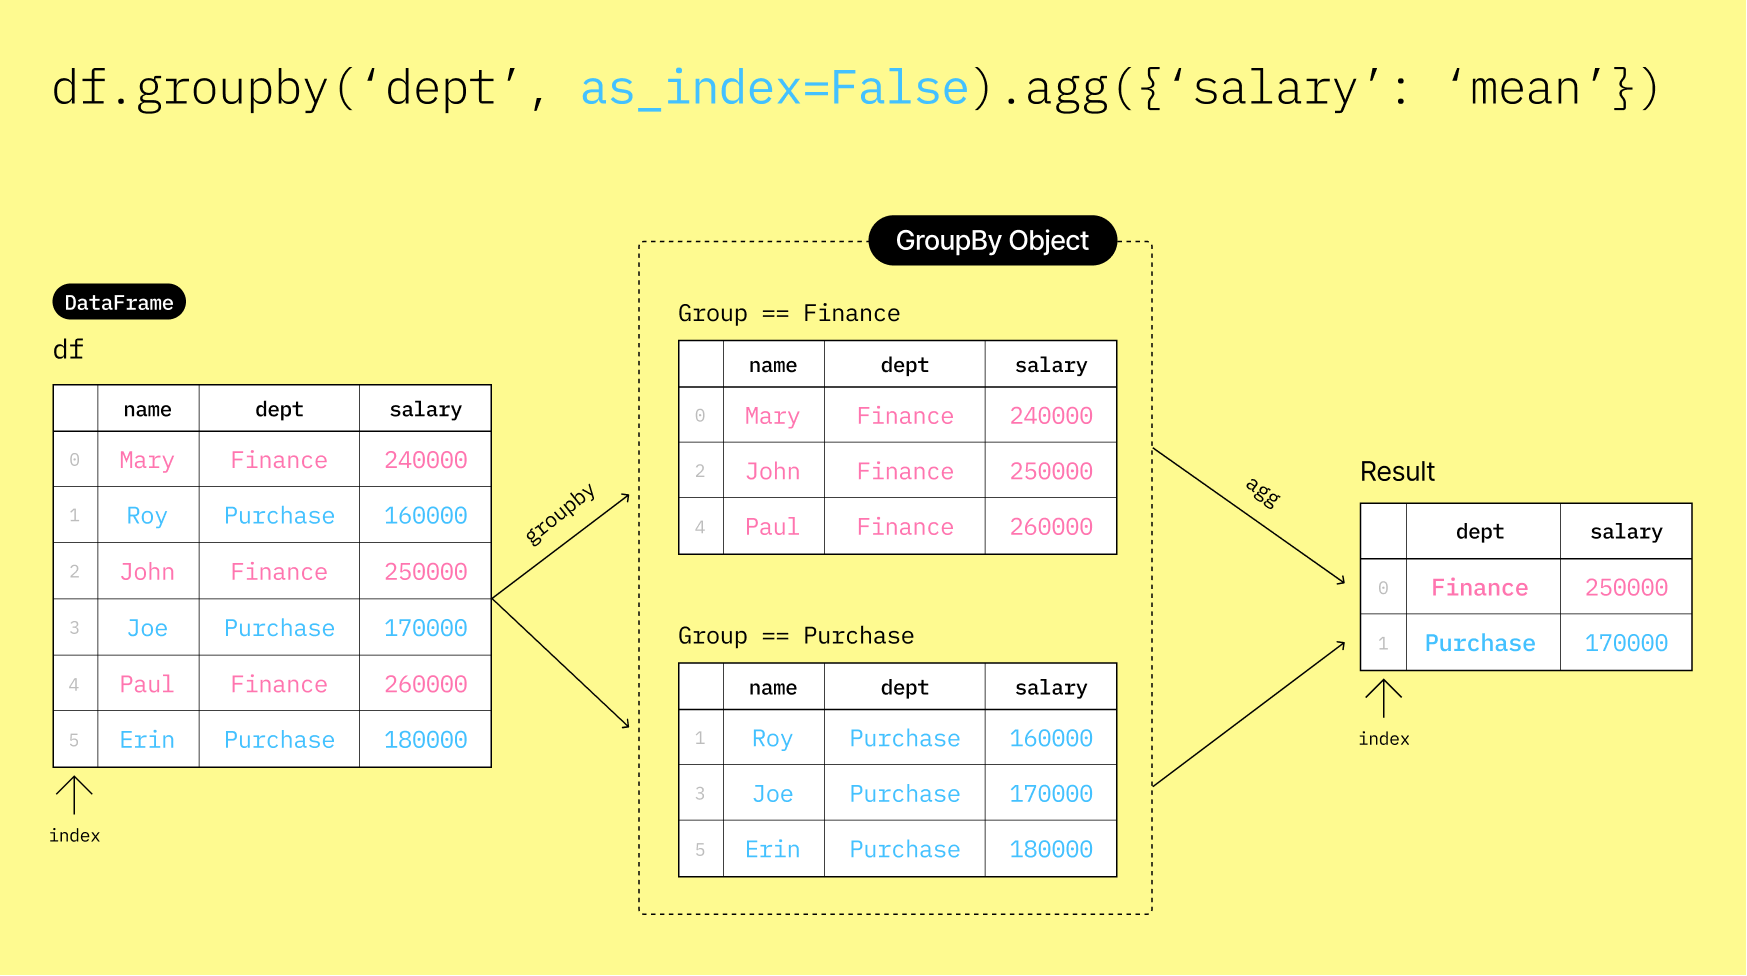 df.groupby(‘dept’, as_index=False).agg({‘salary’: ‘mean’})
DataFrame
df
name dept salary
0 Mary Finance 240000
1 Roy Purchase 160000
2 John Finance 250000
3 Joe Purchase 170000
4 Paul Finance 260000
5 Erin Purchase 180000
index
groupby
GroupBy Object
Group == Finance
name dept salary
0 Mary Finance 240000
2 John Finance 250000
4 Paul Finance 260000
Group == Purchase
name dept salary
1 Roy Purchase 160000
3 Joe Purchase 170000
5 Erin Purchase 180000
agg
Result
dept salary
0 Finance 250000
1 Purchase 170000
index